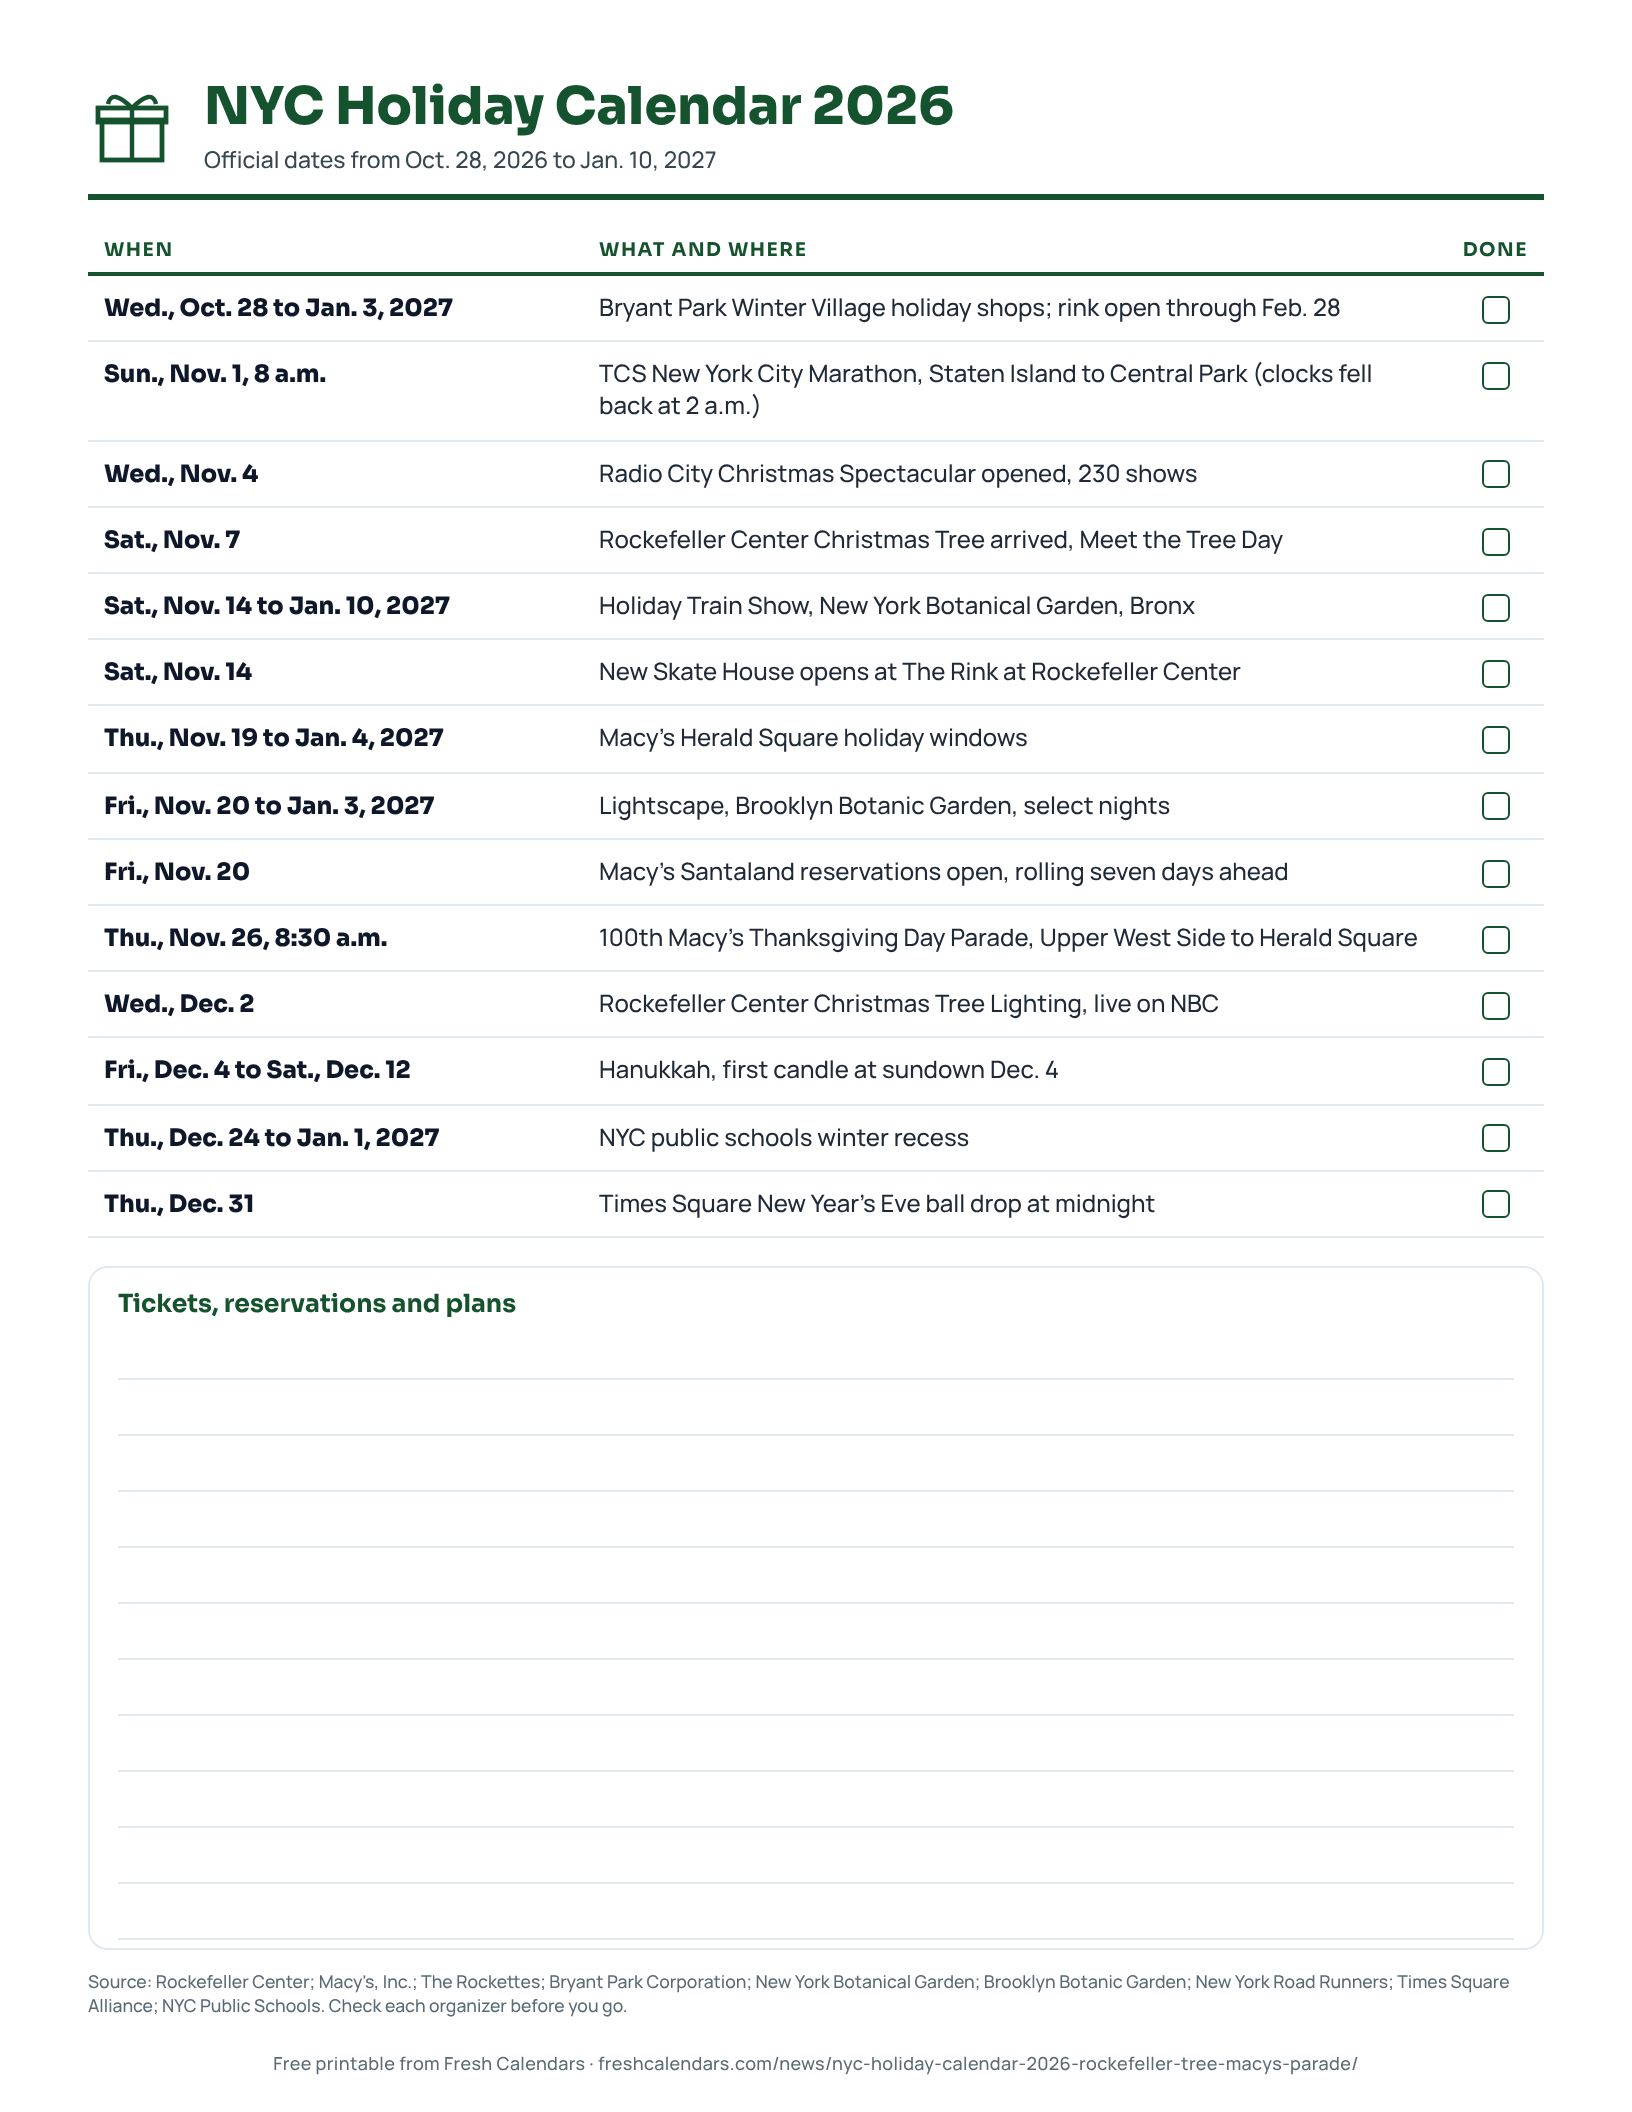 NYC Holiday Calendar 2026
Official dates from Oct. 28, 2026 to Jan. 10, 2027
WHEN WHAT AND WHERE DONE
Wed., Oct. 28 to Jan. 3, 2027 Bryant Park Winter Village holiday shops; rink open through Feb. 28
Sun., Nov. 1, 8 a.m. TCS New York City Marathon, Staten Island to Central Park (clocks fell
back at 2 a.m.)
Wed., Nov. 4 Radio City Christmas Spectacular opened, 230 shows
Sat., Nov. 7 Rockefeller Center Christmas Tree arrived, Meet the Tree Day
Sat., Nov. 14 to Jan. 10, 2027 Holiday Train Show, New York Botanical Garden, Bronx
Sat., Nov. 14 New Skate House opens at The Rink at Rockefeller Center
Thu., Nov. 19 to Jan. 4, 2027 Macy’s Herald Square holiday windows
Fri., Nov. 20 to Jan. 3, 2027 Lightscape, Brooklyn Botanic Garden, select nights
Fri., Nov. 20 Macy’s Santaland reservations open, rolling seven days ahead
Thu., Nov. 26, 8:30 a.m. 100th Macy’s Thanksgiving Day Parade, Upper West Side to Herald Square
Wed., Dec. 2 Rockefeller Center Christmas Tree Lighting, live on NBC
Fri., Dec. 4 to Sat., Dec. 12 Hanukkah, first candle at sundown Dec. 4
Thu., Dec. 24 to Jan. 1, 2027 NYC public schools winter recess
Thu., Dec. 31 Times Square New Year’s Eve ball drop at midnight
Tickets, reservations and plans
Source: Rockefeller Center; Macy's, Inc.; The Rockettes; Bryant Park Corporation; New York Botanical Garden; Brooklyn Botanic Garden; New York Road Runners; Times Square
Alliance; NYC Public Schools. Check each organizer before you go.
Free printable from Fresh Calendars · freshcalendars.com/news/nyc-holiday-calendar-2026-rockefeller-tree-macys-parade/